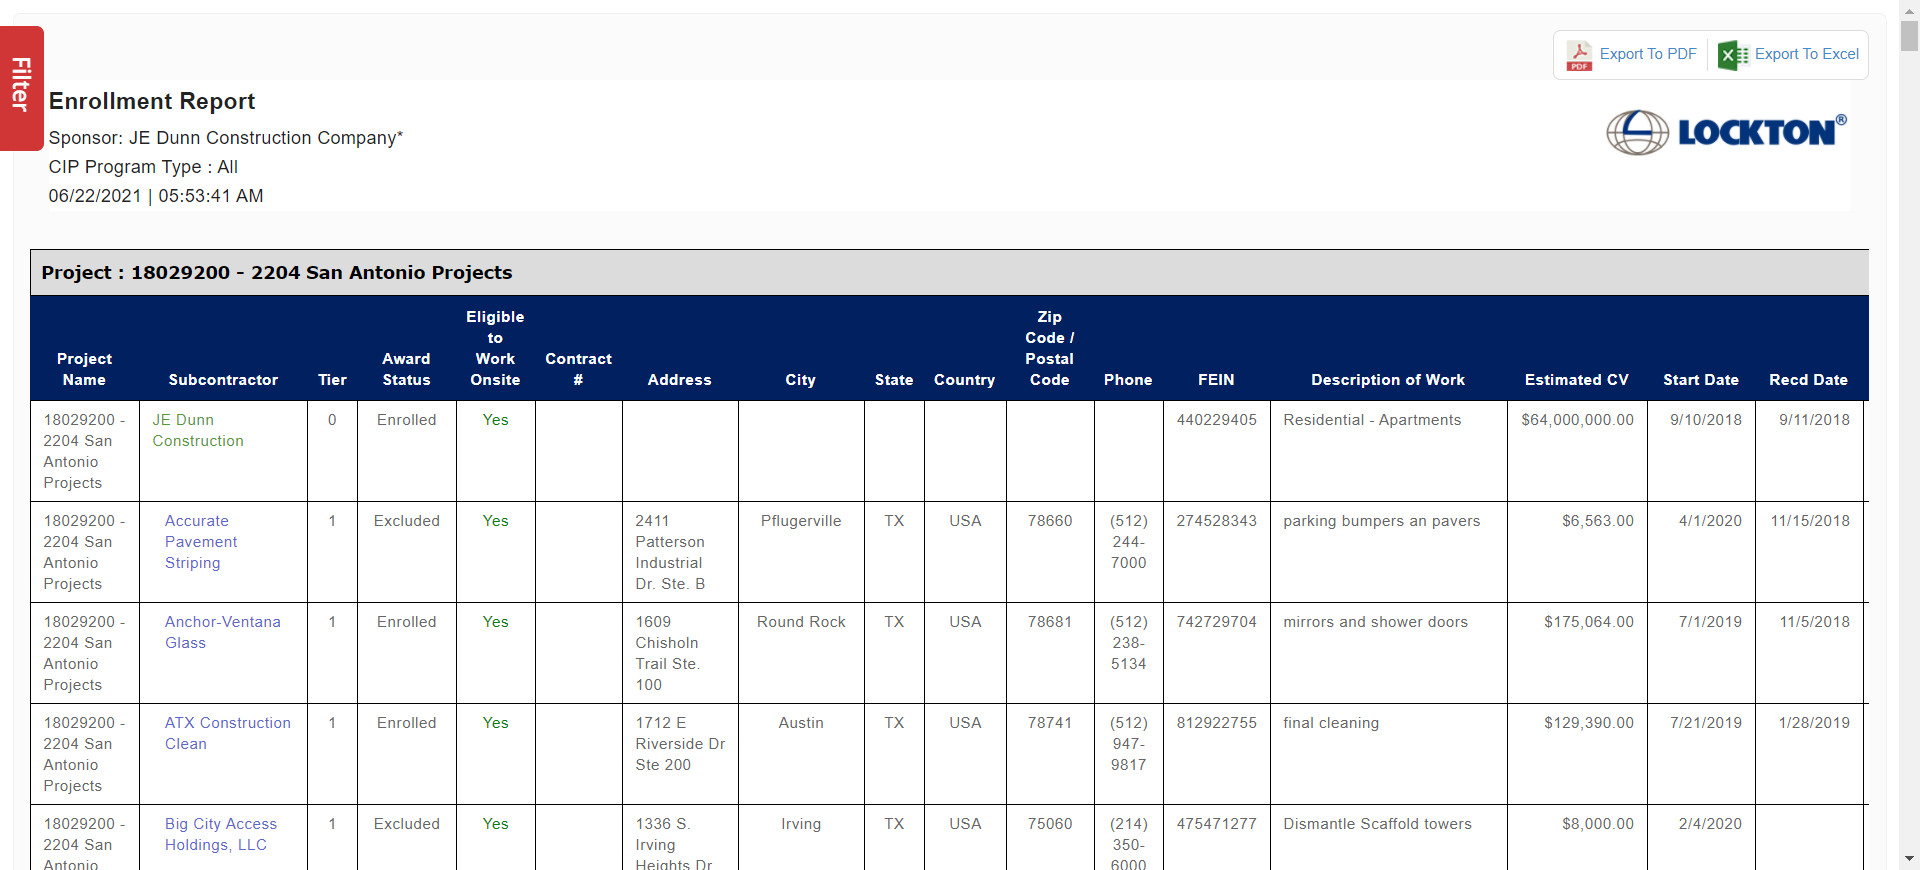 Filter
PDF Export To PDF
Export To Excel
Enrollment Report
Sponsor: JE Dunn Construction Company*
CIP Program Type : All
06/22/2021 | 05:53:41 AM
LOCKTON®
Project : 18029200 - 2204 San Antonio Projects
Project Name Subcontractor Tier Award Status Eligible to Work Onsite Contract # Address City State Country Zip Code / Postal Code Phone FEIN Description of Work Estimated CV Start Date Recd Date
18029200 - 2204 San Antonio Projects JE Dunn Construction 0 Enrolled Yes 440229405 Residential - Apartments $64,000,000.00 9/10/2018 9/11/2018
18029200 - 2204 San Antonio Projects Accurate Pavement Striping 1 Excluded Yes 2411 Patterson Industrial Dr. Ste. B Pflugerville TX USA 78660 (512) 244-7000 274528343 parking bumpers an pavers $6,563.00 4/1/2020 11/15/2018
18029200 - 2204 San Antonio Projects Anchor-Ventana Glass 1 Enrolled Yes 1609 Chisholn Trail Ste. 100 Round Rock TX USA 78681 (512) 238-5134 742729704 mirrors and shower doors $175,064.00 7/1/2019 11/5/2018
18029200 - 2204 San Antonio Projects ATX Construction Clean 1 Enrolled Yes 1712 E Riverside Dr Ste 200 Austin TX USA 78741 (512) 947-9817 812922755 final cleaning $129,390.00 7/21/2019 1/28/2019
18029200 - 2204 San Antonio Big City Access Holdings, LLC 1 Excluded Yes 1336 S. Irving Heights Dr Irving TX USA 75060 (214) 350-6000 475471277 Dismantle Scaffold towers $8,000.00 2/4/2020